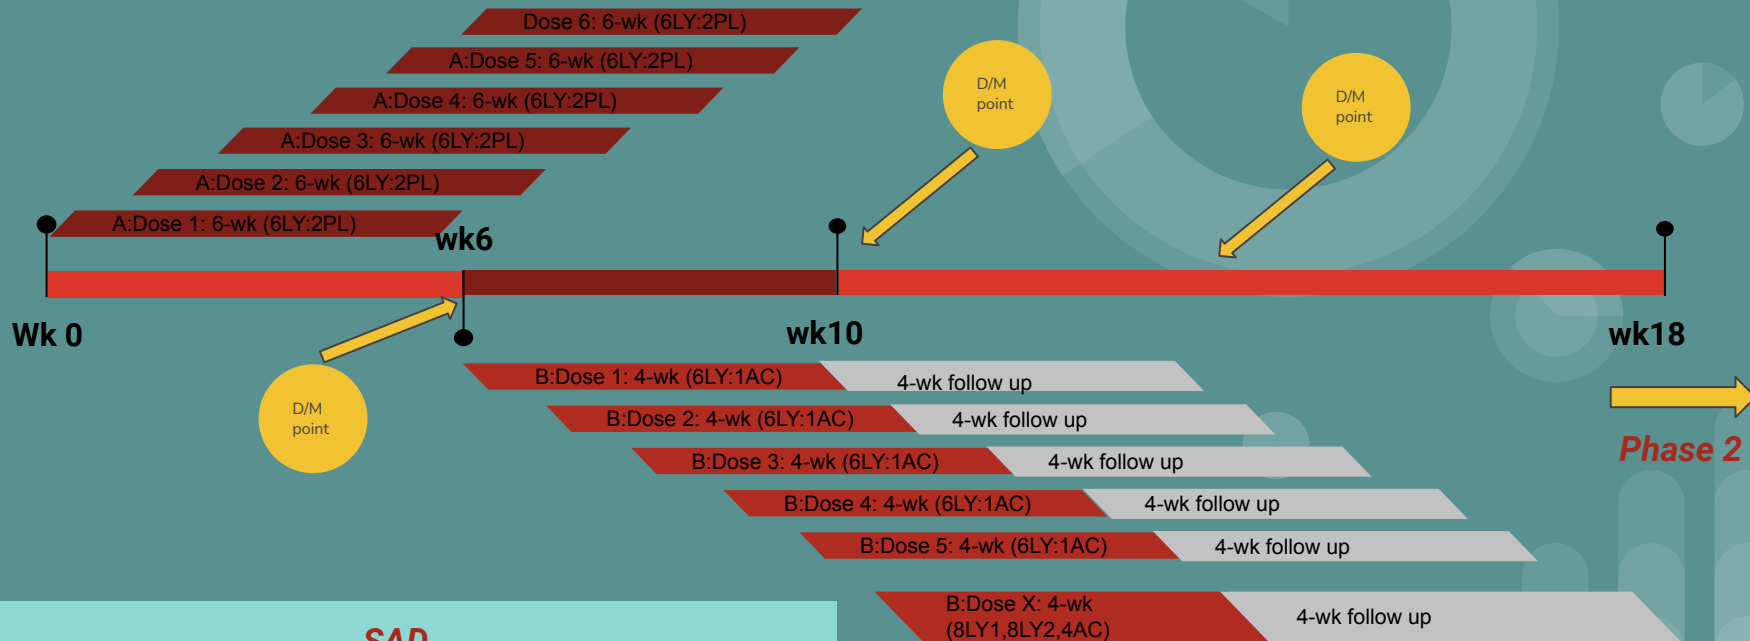 Dose 6: 6-wk (6LY:2PL)
A:Dose 5: 6-wk (6LY:2PL)
A:Dose 4: 6-wk (6LY:2PL)
A:Dose 3: 6-wk (6LY:2PL)
A:Dose 2: 6-wk (6LY:2PL)
A:Dose 1: 6-wk (6LY:2PL)
D/M
point
D/M
point
wk6
Wk 0
wk10
wk18
D/M
point
B:Dose 1: 4-wk (6LY:1AC)
4-wk follow up
B:Dose 2: 4-wk (6LY:1AC)
4-wk follow up
B:Dose 3: 4-wk (6LY:1AC)
4-wk follow up
B:Dose 4: 4-wk (6LY:1AC)
4-wk follow up
B:Dose 5: 4-wk (6LY:1AC)
4-wk follow up
B:Dose X: 4-wk
(8LY1,8LY2,4AC)
4-wk follow up
Phase 2
SAD